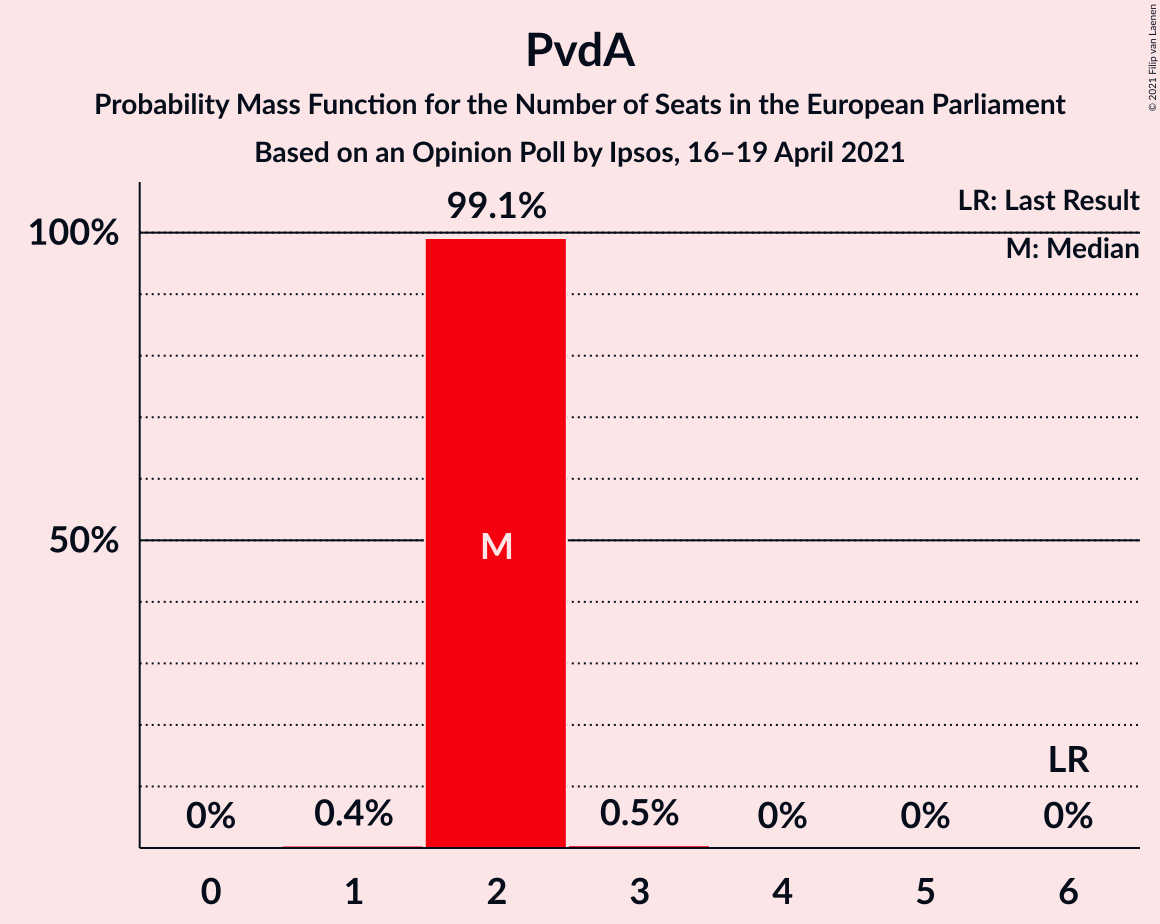 PvdA
Probability Mass Function for the Number of Seats in the European Parliament
Based on an Opinion Poll by Ipsos, 16–19 April 2021
© 2021 Filip van Laenen
99.1%
LR: Last Result
100%
M: Median
50%
M
LR
0% 0.4% 0.5% 0% 0% 0%
0 1 2 3 4 5 6